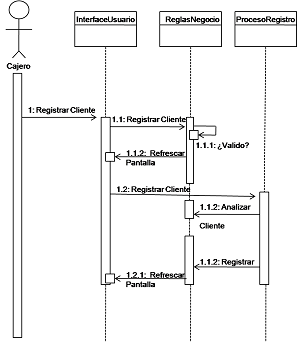 InterfaceUsuario
ReglasNegocio
ProcesoRegistro
Cajero
1: Registrar Cliente
1.1: Registrar Cliente
1.1.1: ¿Valido?
1.1.2: Refrescar
Pantalla
1.2: Registrar Cliente
1.1.2: Analizar
Cliente
1.1.2: Registrar
1.2.1: Refrescar
Pantalla